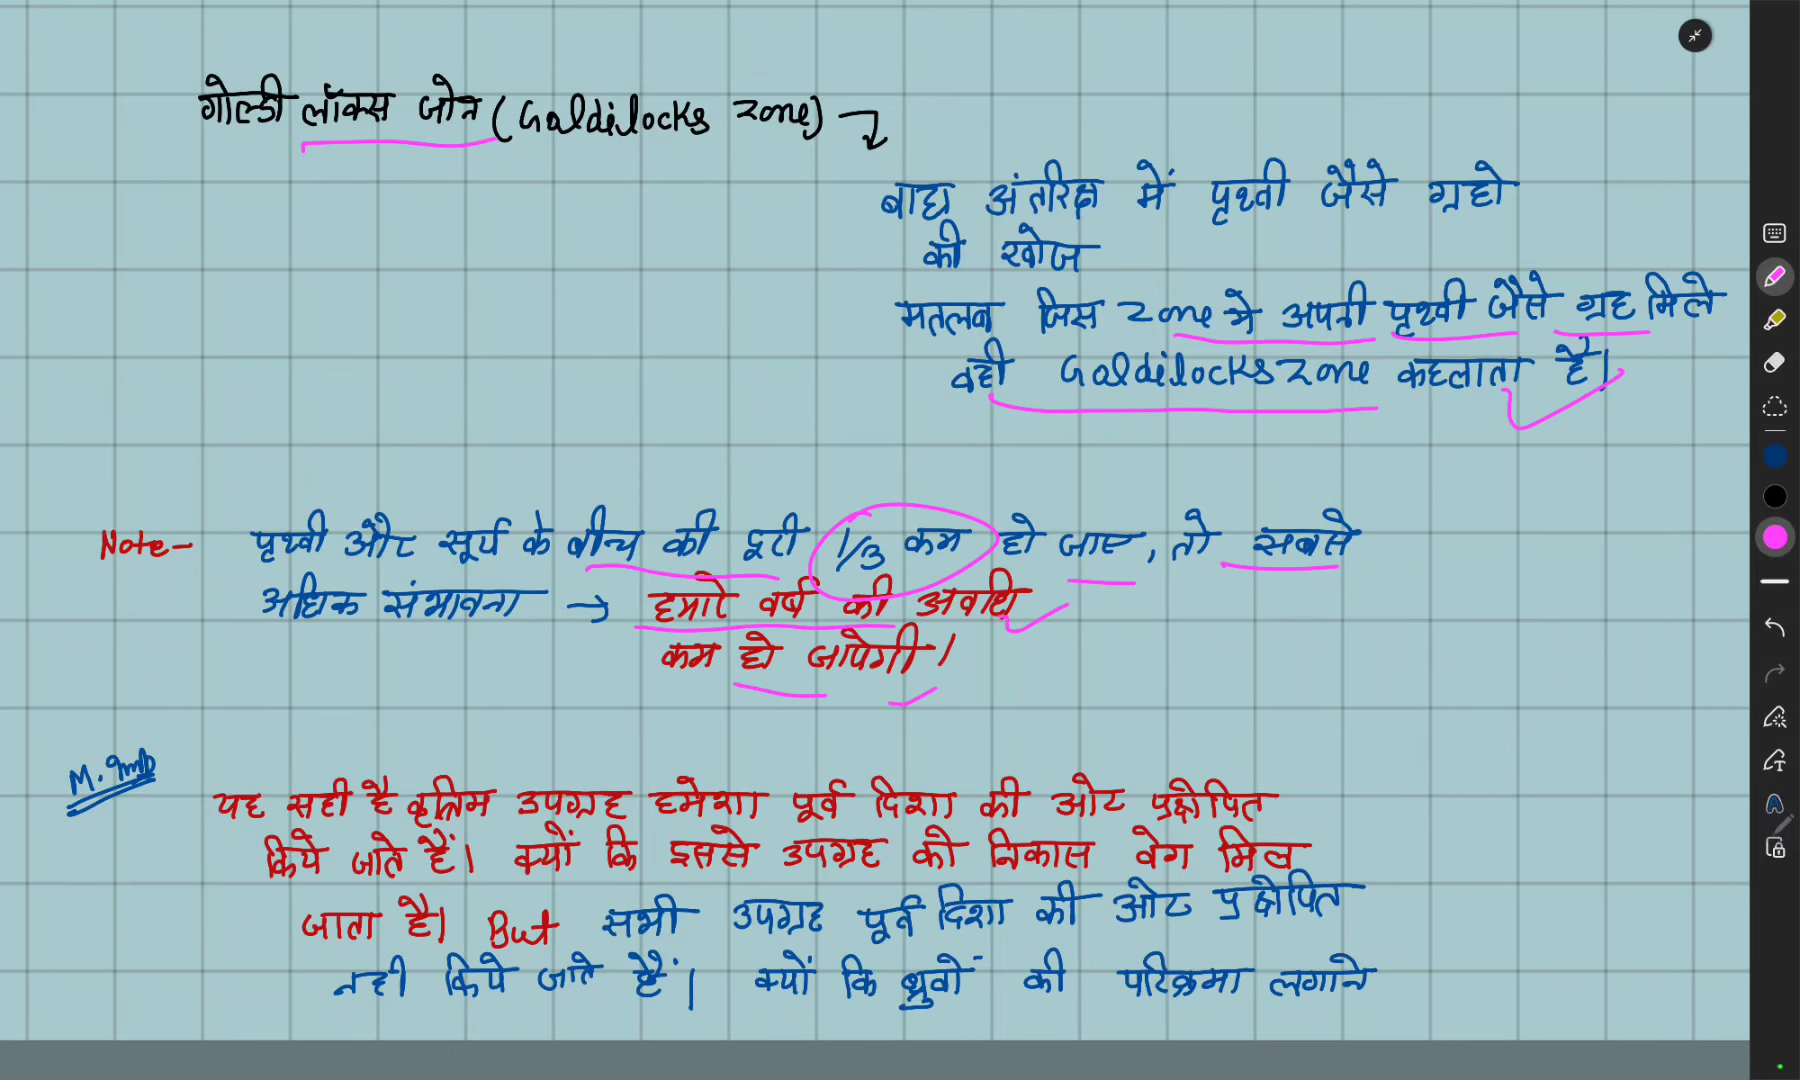 गोल्डी लॉक्स जोन (Goldilocks zone)
बाह्य अंतरिक्ष में पृथ्वी जैसे ग्रहो
की खोज
मतलब जिस zone मे अपनी पृथ्वी जैसे ग्रह मिले
वही Goldilocks zone कहलाता है।
Note - पृथ्वी और सूर्य के बीच की दूरी 1/3 कम हो जाए, तो सबसे
अधिक संभावना → हमारे वर्ष की अवधि
कम हो जायेगी।
M. Imp
यह सही है कृत्रिम उपग्रह हमेशा पूर्व दिशा की ओर प्रक्षेपित
किये जाते हैं। क्यों कि इससे उपग्रह को निकास वेग मिल
जाता है। But सभी उपग्रह पूर्व दिशा की ओर प्रक्षेपित
नही किये जाते हैं। क्यों कि ध्रुवों की परिक्रमा लगाने